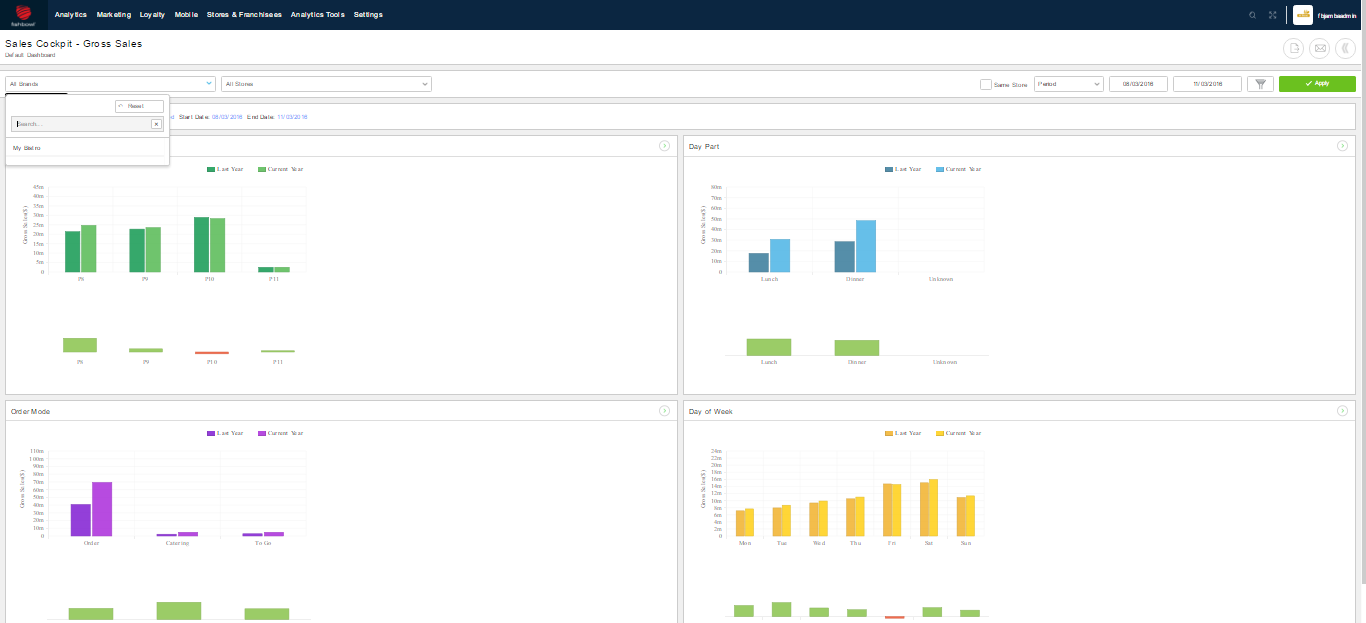 fishbowl
Analytics Marketing Loyalty Mobile Stores & Franchisees Analytics Tools Settings
Sales Cockpit - Gross Sales
Default Dashboard
All Brands
All Stores
Same Store
Period
08/03/2016
11/03/2016
Apply
Reset
Search...
My Bistro
Start Date: 08/03/2016 End Date: 11/03/2016
Last Year Current Year
Gross Sales($)
45m
40m
35m
30m
25m
20m
15m
10m
5m
0
P8 P9 P10 P11
P8 P9 P10 P11
Day Part
Last Year Current Year
Gross Sales($)
80m
70m
60m
50m
40m
30m
20m
10m
0
Lunch Dinner Unknown
Lunch Dinner Unknown
Order Mode
Last Year Current Year
Gross Sales($)
110m
100m
90m
80m
70m
60m
50m
40m
30m
20m
10m
0
Order Catering To Go
Day of Week
Last Year Current Year
Gross Sales($)
24m
22m
20m
18m
16m
14m
12m
10m
8m
6m
4m
2m
0
Mon Tue Wed Thu Fri Sat Sun